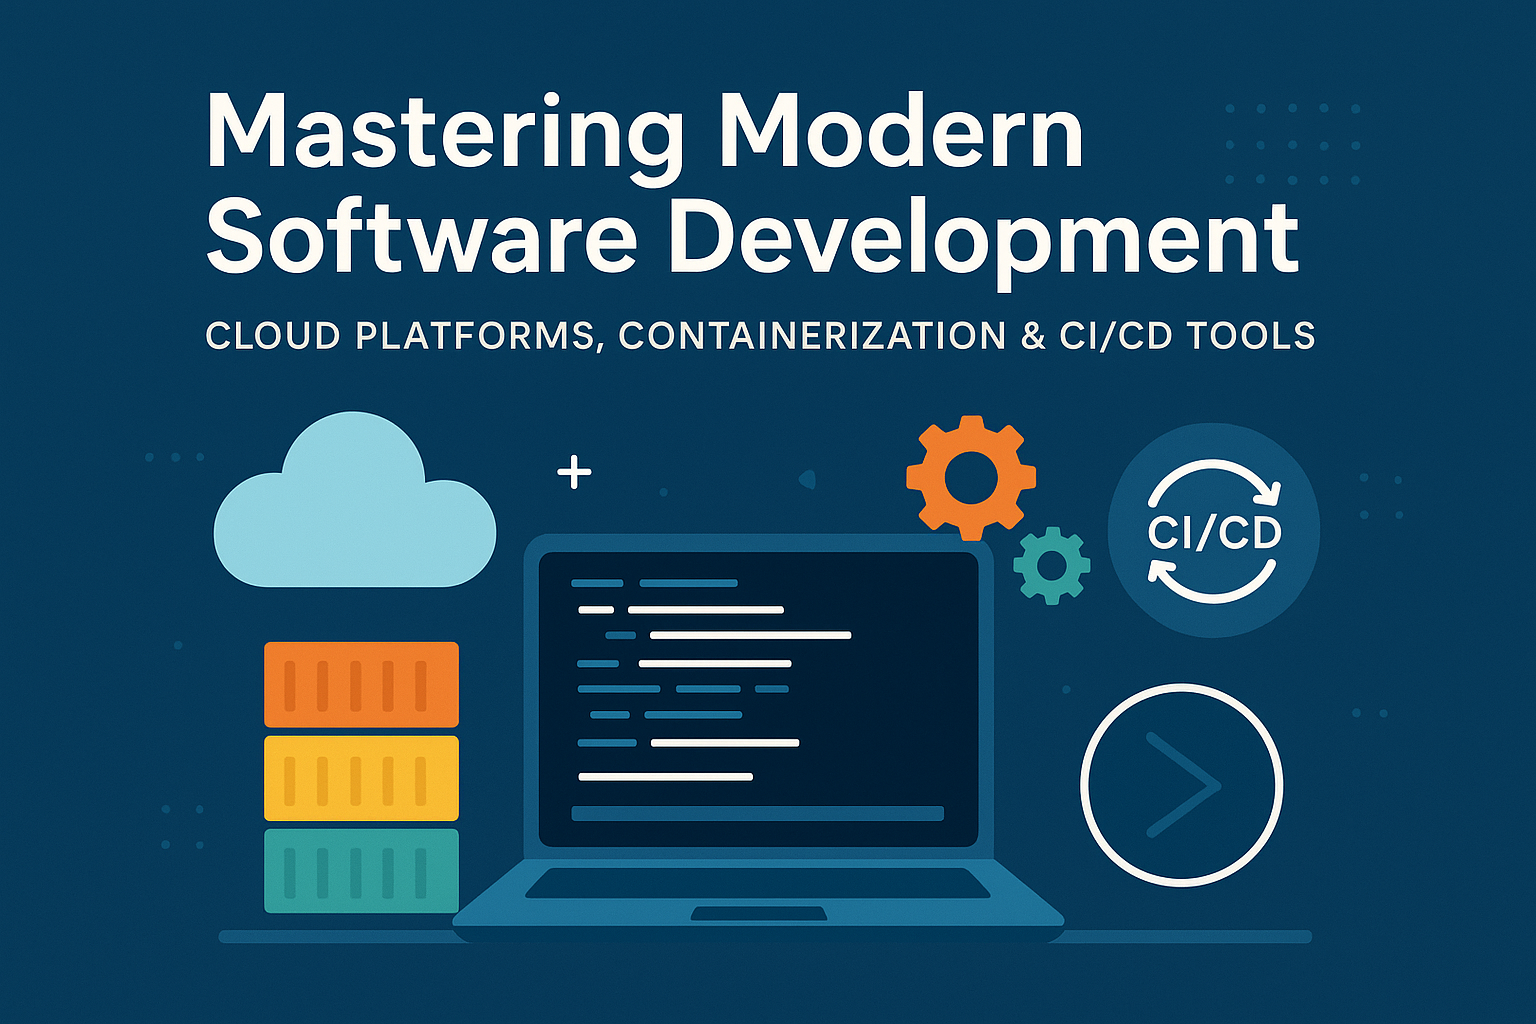 Mastering Modern
Software Development
CLOUD PLATFORMS, CONTAINERIZATION & CI/CD TOOLS
CI/CD